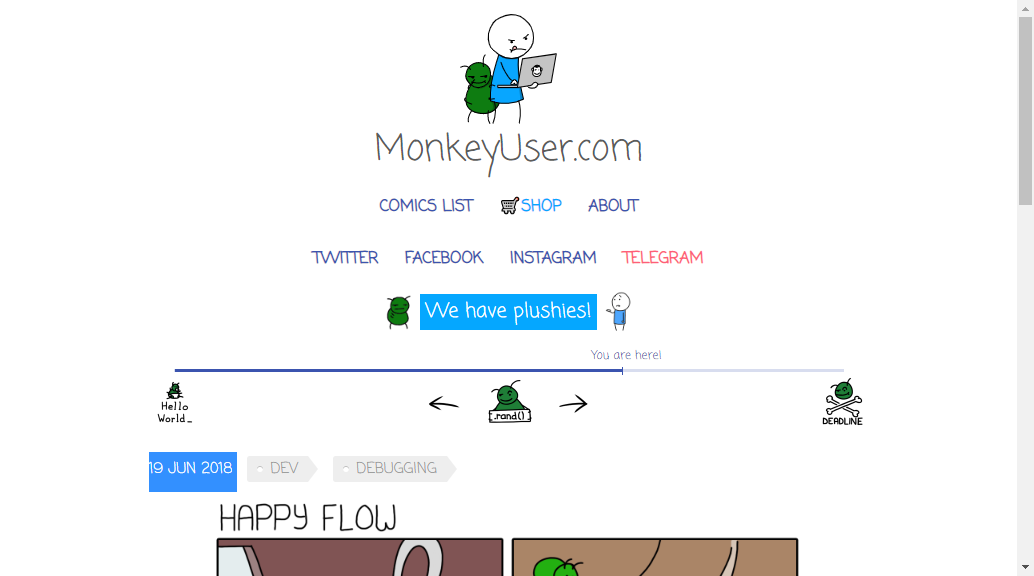 MonkeyUser.com
COMICS LIST SHOP ABOUT
TWITTER FACEBOOK INSTAGRAM TELEGRAM
We have plushies!
You are here!
Hello
World_
.rand()
DEADLINE
19 JUN 2018 DEV DEBUGGING
HAPPY FLOW